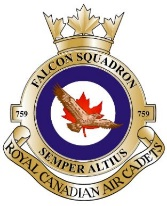 FALCON SQUADRON
759 759
SEMPER ALTIUS
ROYAL CANADIAN AIR CADETS